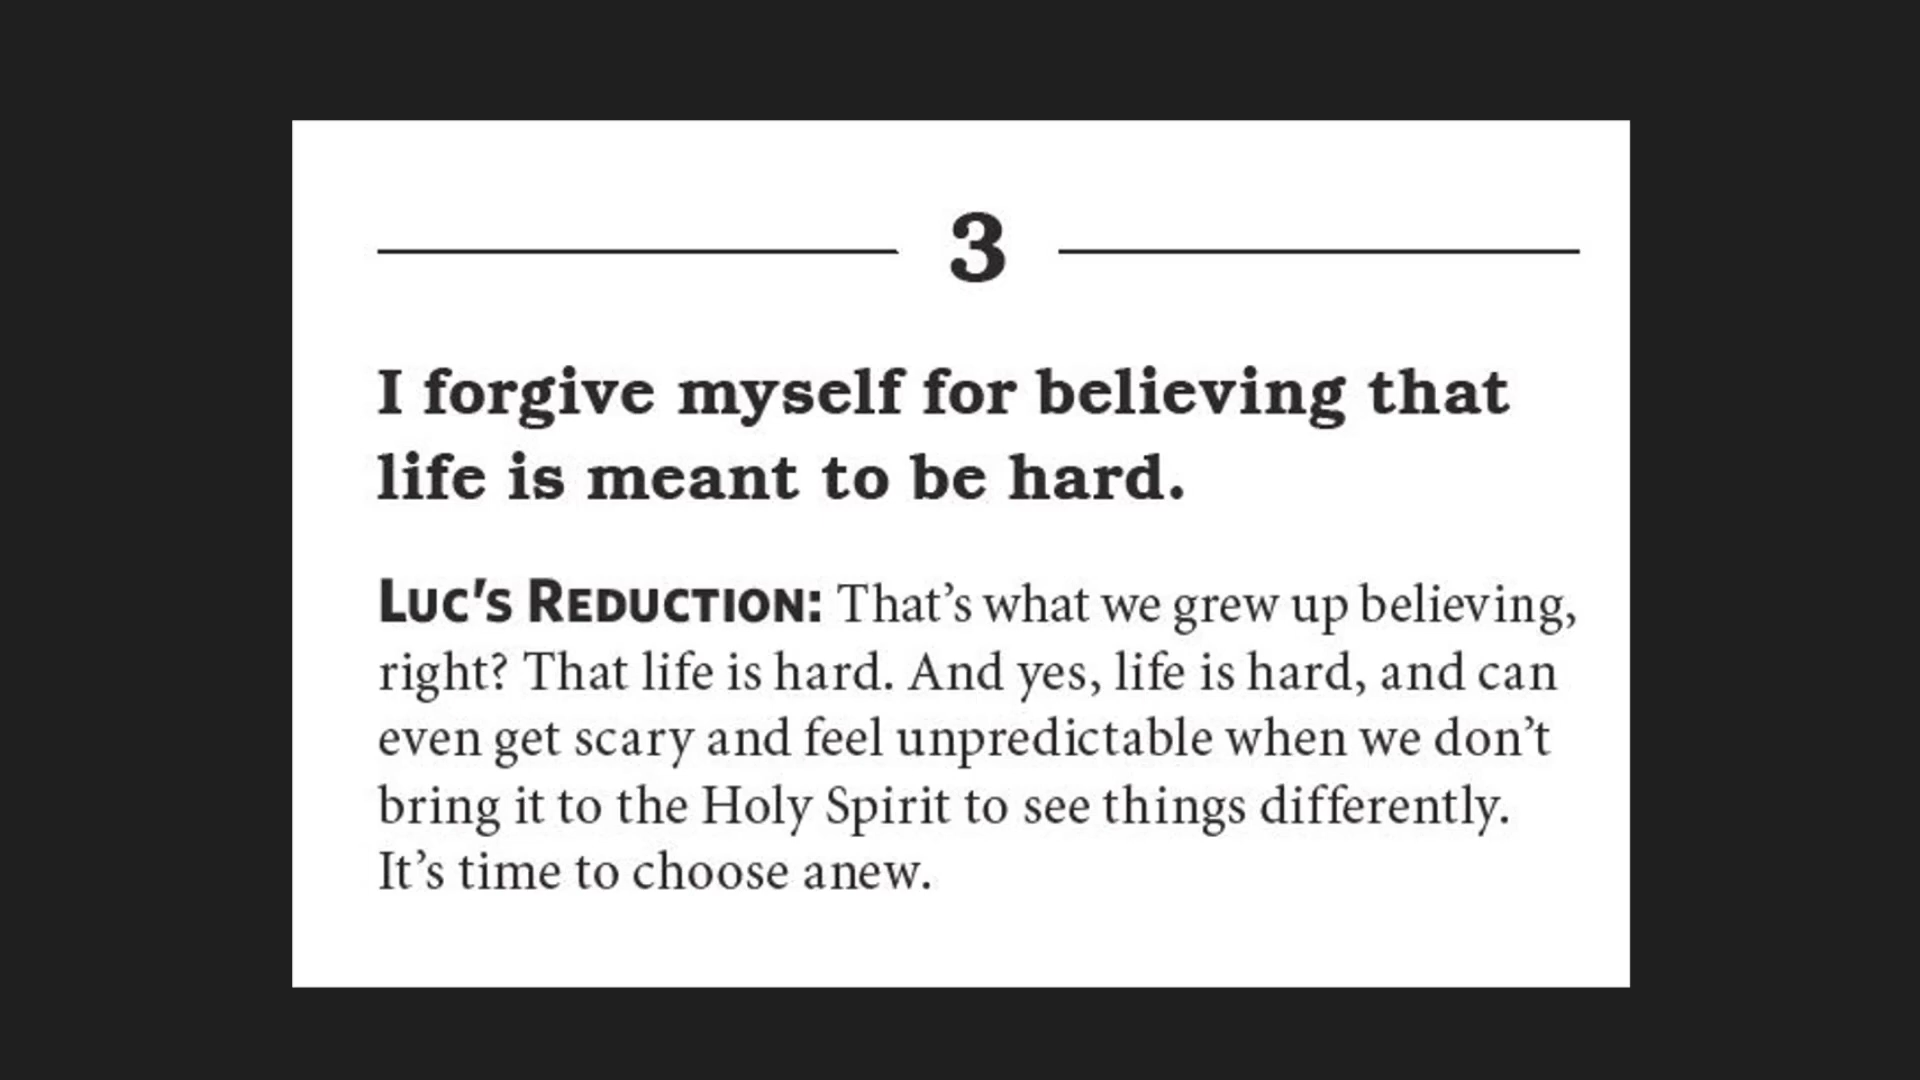 3
I forgive myself for believing that
life is meant to be hard.
LUC’S REDUCTION: That’s what we grew up believing,
right? That life is hard. And yes, life is hard, and can
even get scary and feel unpredictable when we don’t
bring it to the Holy Spirit to see things differently.
It’s time to choose anew.